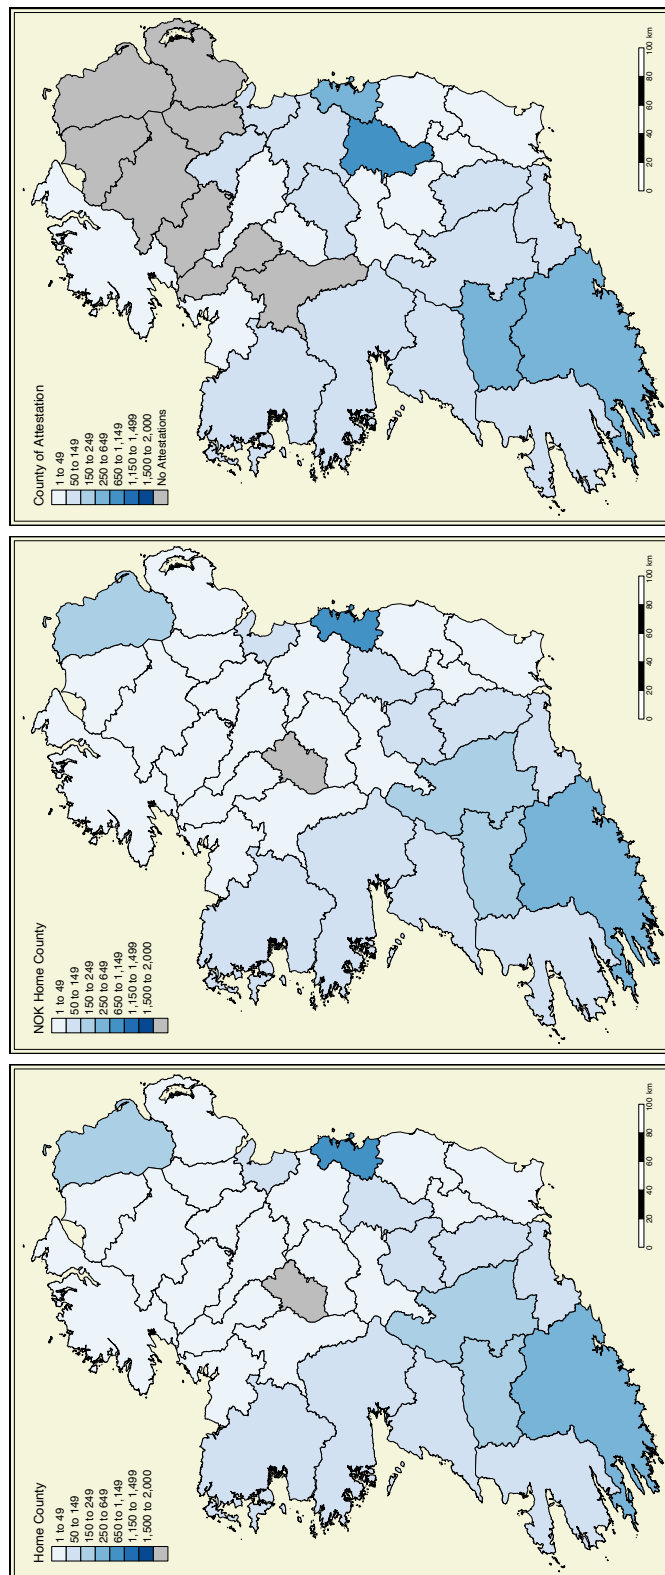 County of Attestation
1 to 49
50 to 149
150 to 249
250 to 649
650 to 1,149
1,150 to 1,499
1,500 to 2,000
No Attestations
0 20 40 60 80 100 km
NOK Home County
1 to 49
50 to 149
150 to 249
250 to 649
650 to 1,149
1,150 to 1,499
1,500 to 2,000
0 20 40 60 80 100 km
Home County
1 to 49
50 to 149
150 to 249
250 to 649
650 to 1,149
1,150 to 1,499
1,500 to 2,000
0 20 40 60 80 100 km